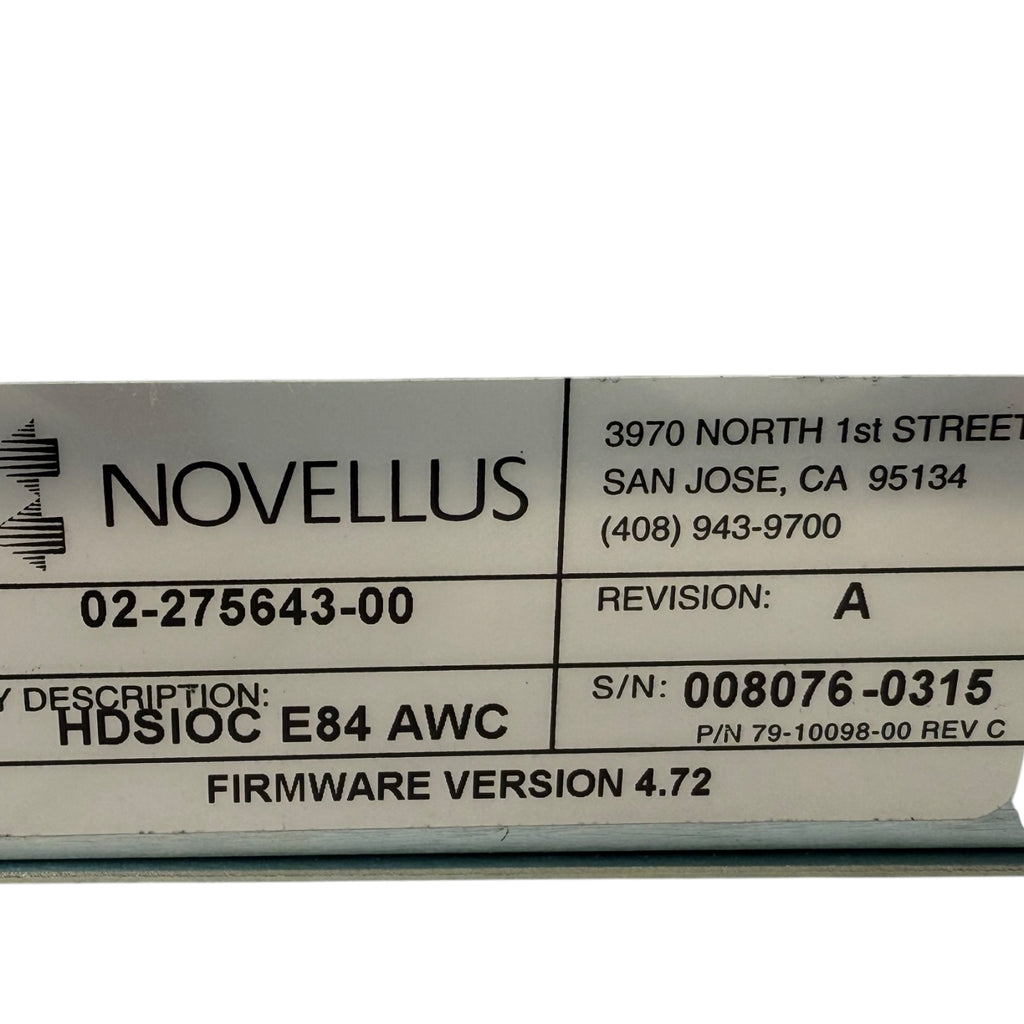 NOVELLUS
3970 NORTH 1st STREET
SAN JOSE, CA 95134
(408) 943-9700
02-275643-00
REVISION: A
Y DESCRIPTION:
HDSIOC E84 AWC
S/N: 008076-0315
P/N 79-10098-00 REV C
FIRMWARE VERSION 4.72